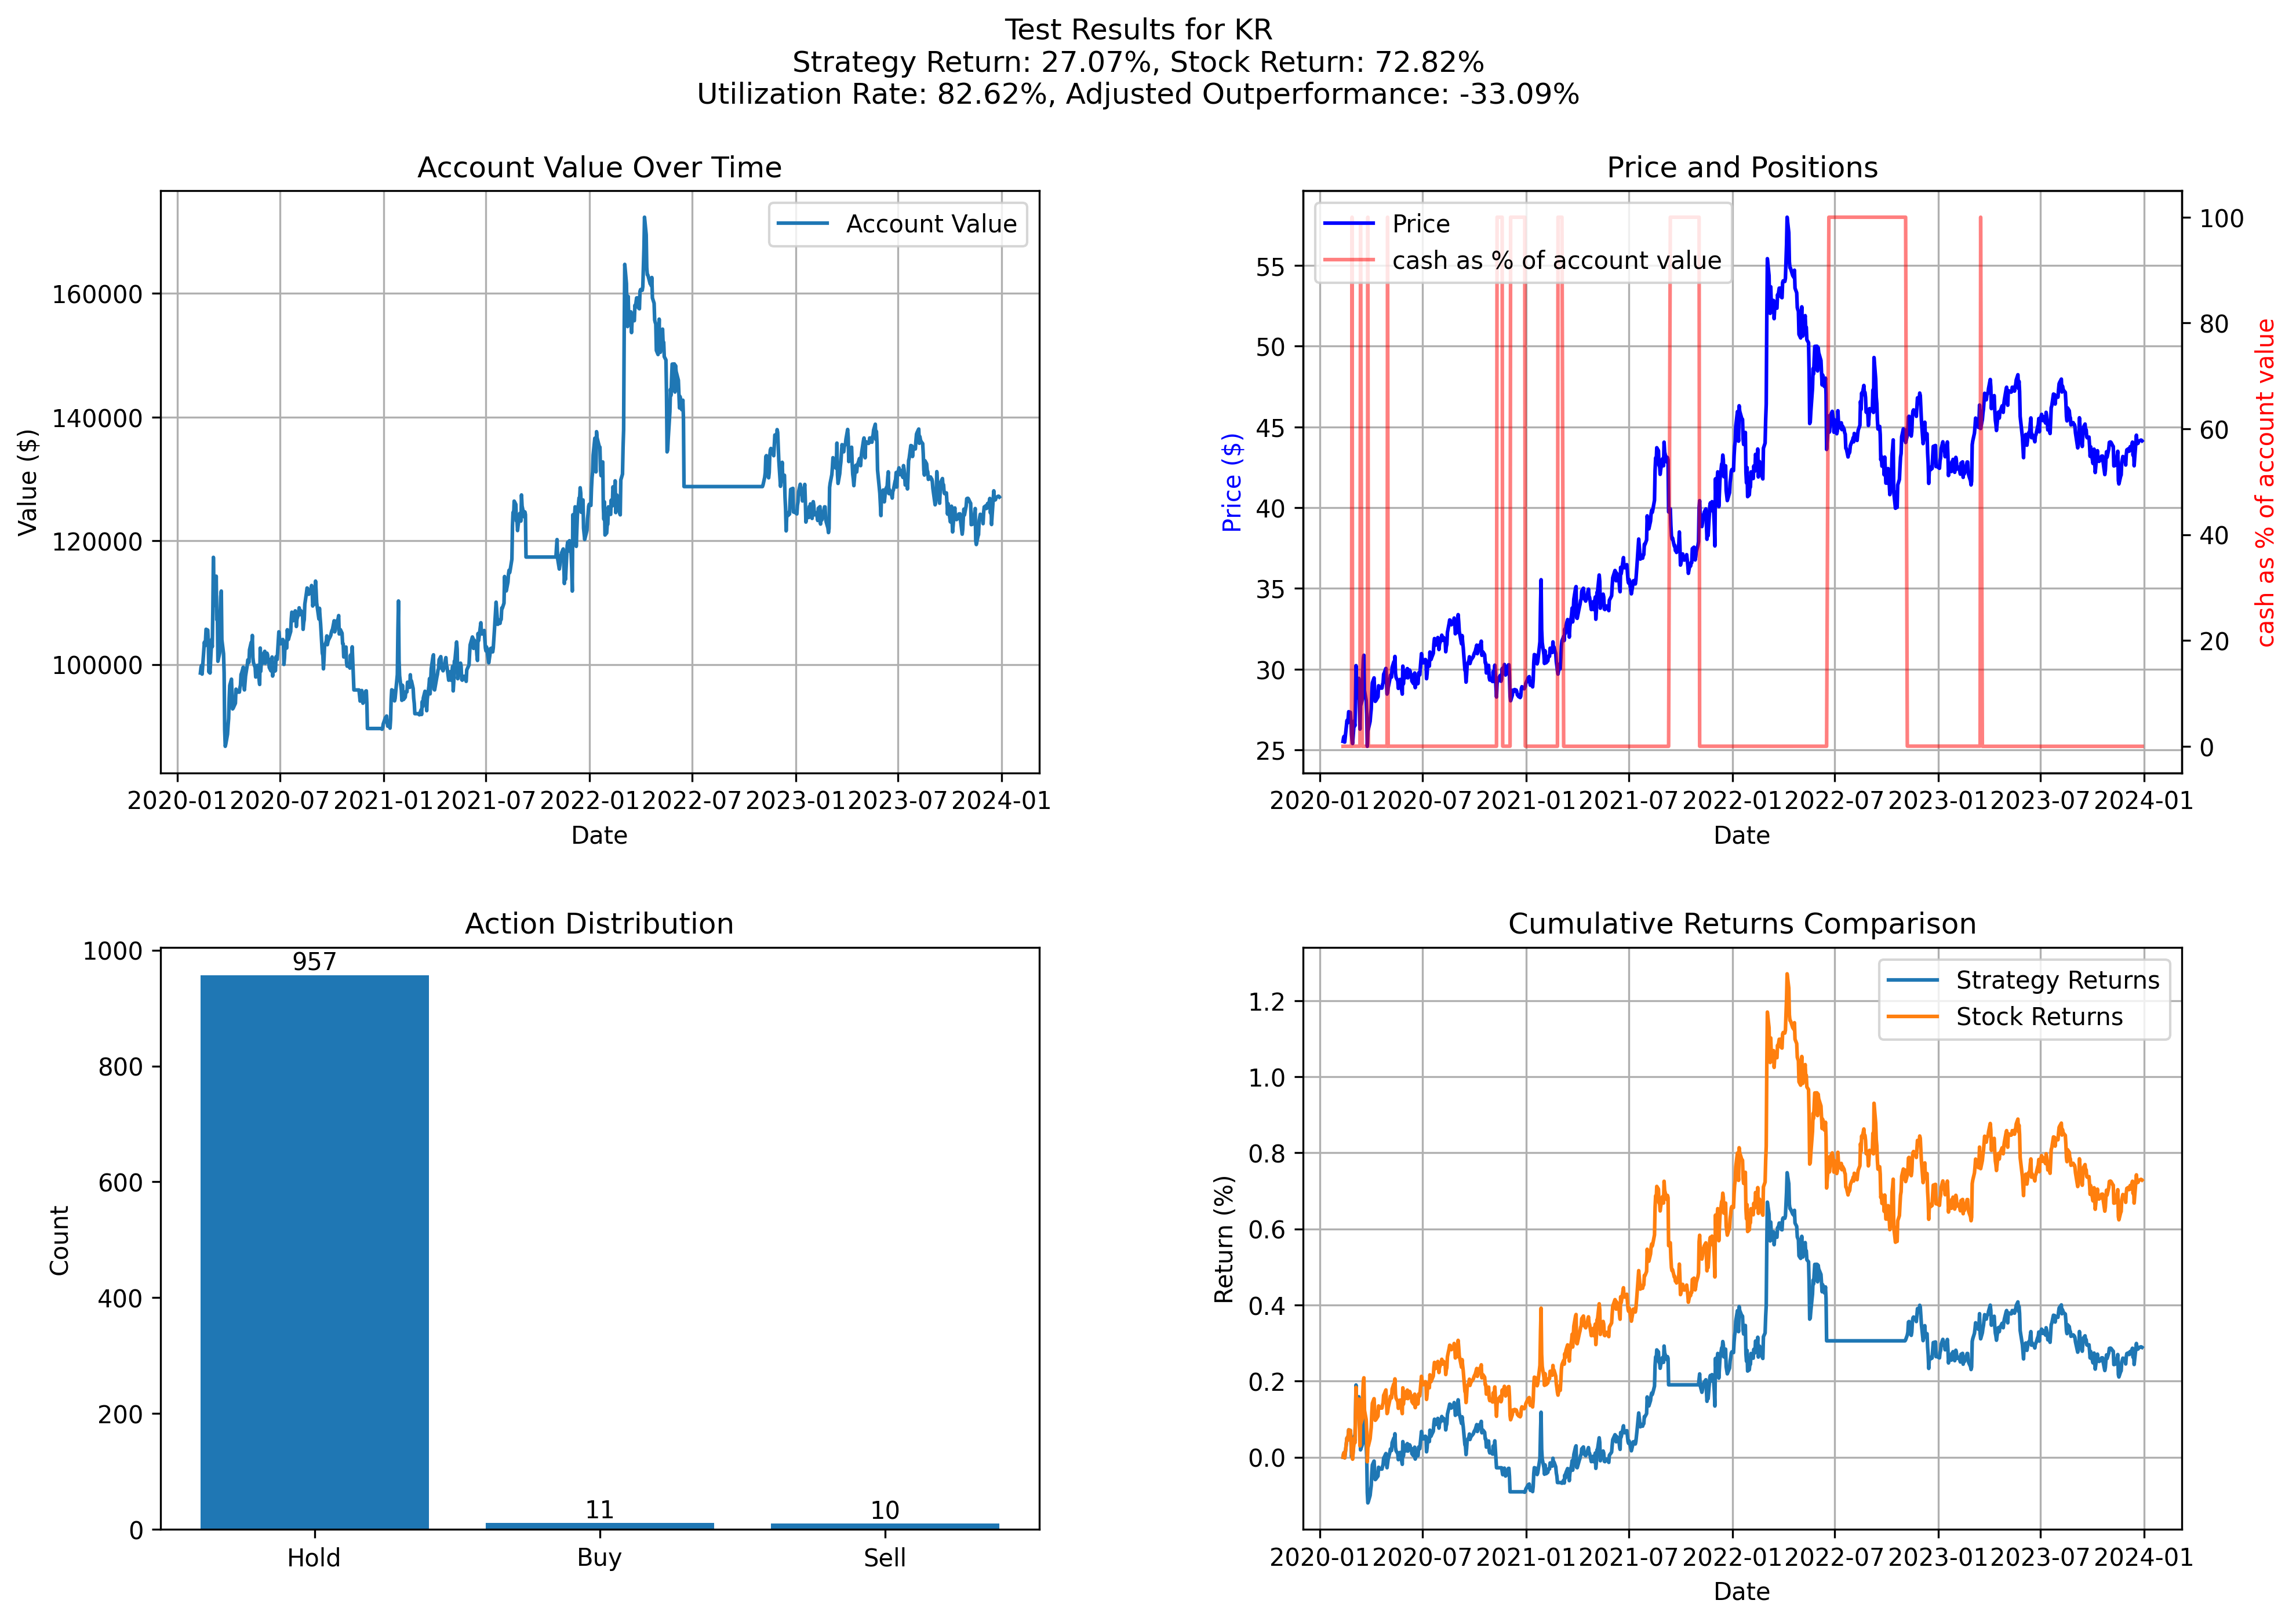 Test Results for KR
Strategy Return: 27.07%, Stock Return: 72.82%
Utilization Rate: 82.62%, Adjusted Outperformance: -33.09%
Account Value Over Time
Account Value
160000
140000
120000
100000
Value ($)
2020-01 2020-07 2021-01 2021-07 2022-01 2022-07 2023-01 2023-07 2024-01
Date
Price and Positions
Price
cash as % of account value
55
50
45
40
35
30
25
Price ($)
100
80
60
40
20
0
cash as % of account value
2020-01 2020-07 2021-01 2021-07 2022-01 2022-07 2023-01 2023-07 2024-01
Date
Action Distribution
1000
800
600
400
200
0
Count
957
11
10
Hold Buy Sell
Cumulative Returns Comparison
Strategy Returns
Stock Returns
1.2
1.0
0.8
0.6
0.4
0.2
0.0
Return (%)
2020-01 2020-07 2021-01 2021-07 2022-01 2022-07 2023-01 2023-07 2024-01
Date